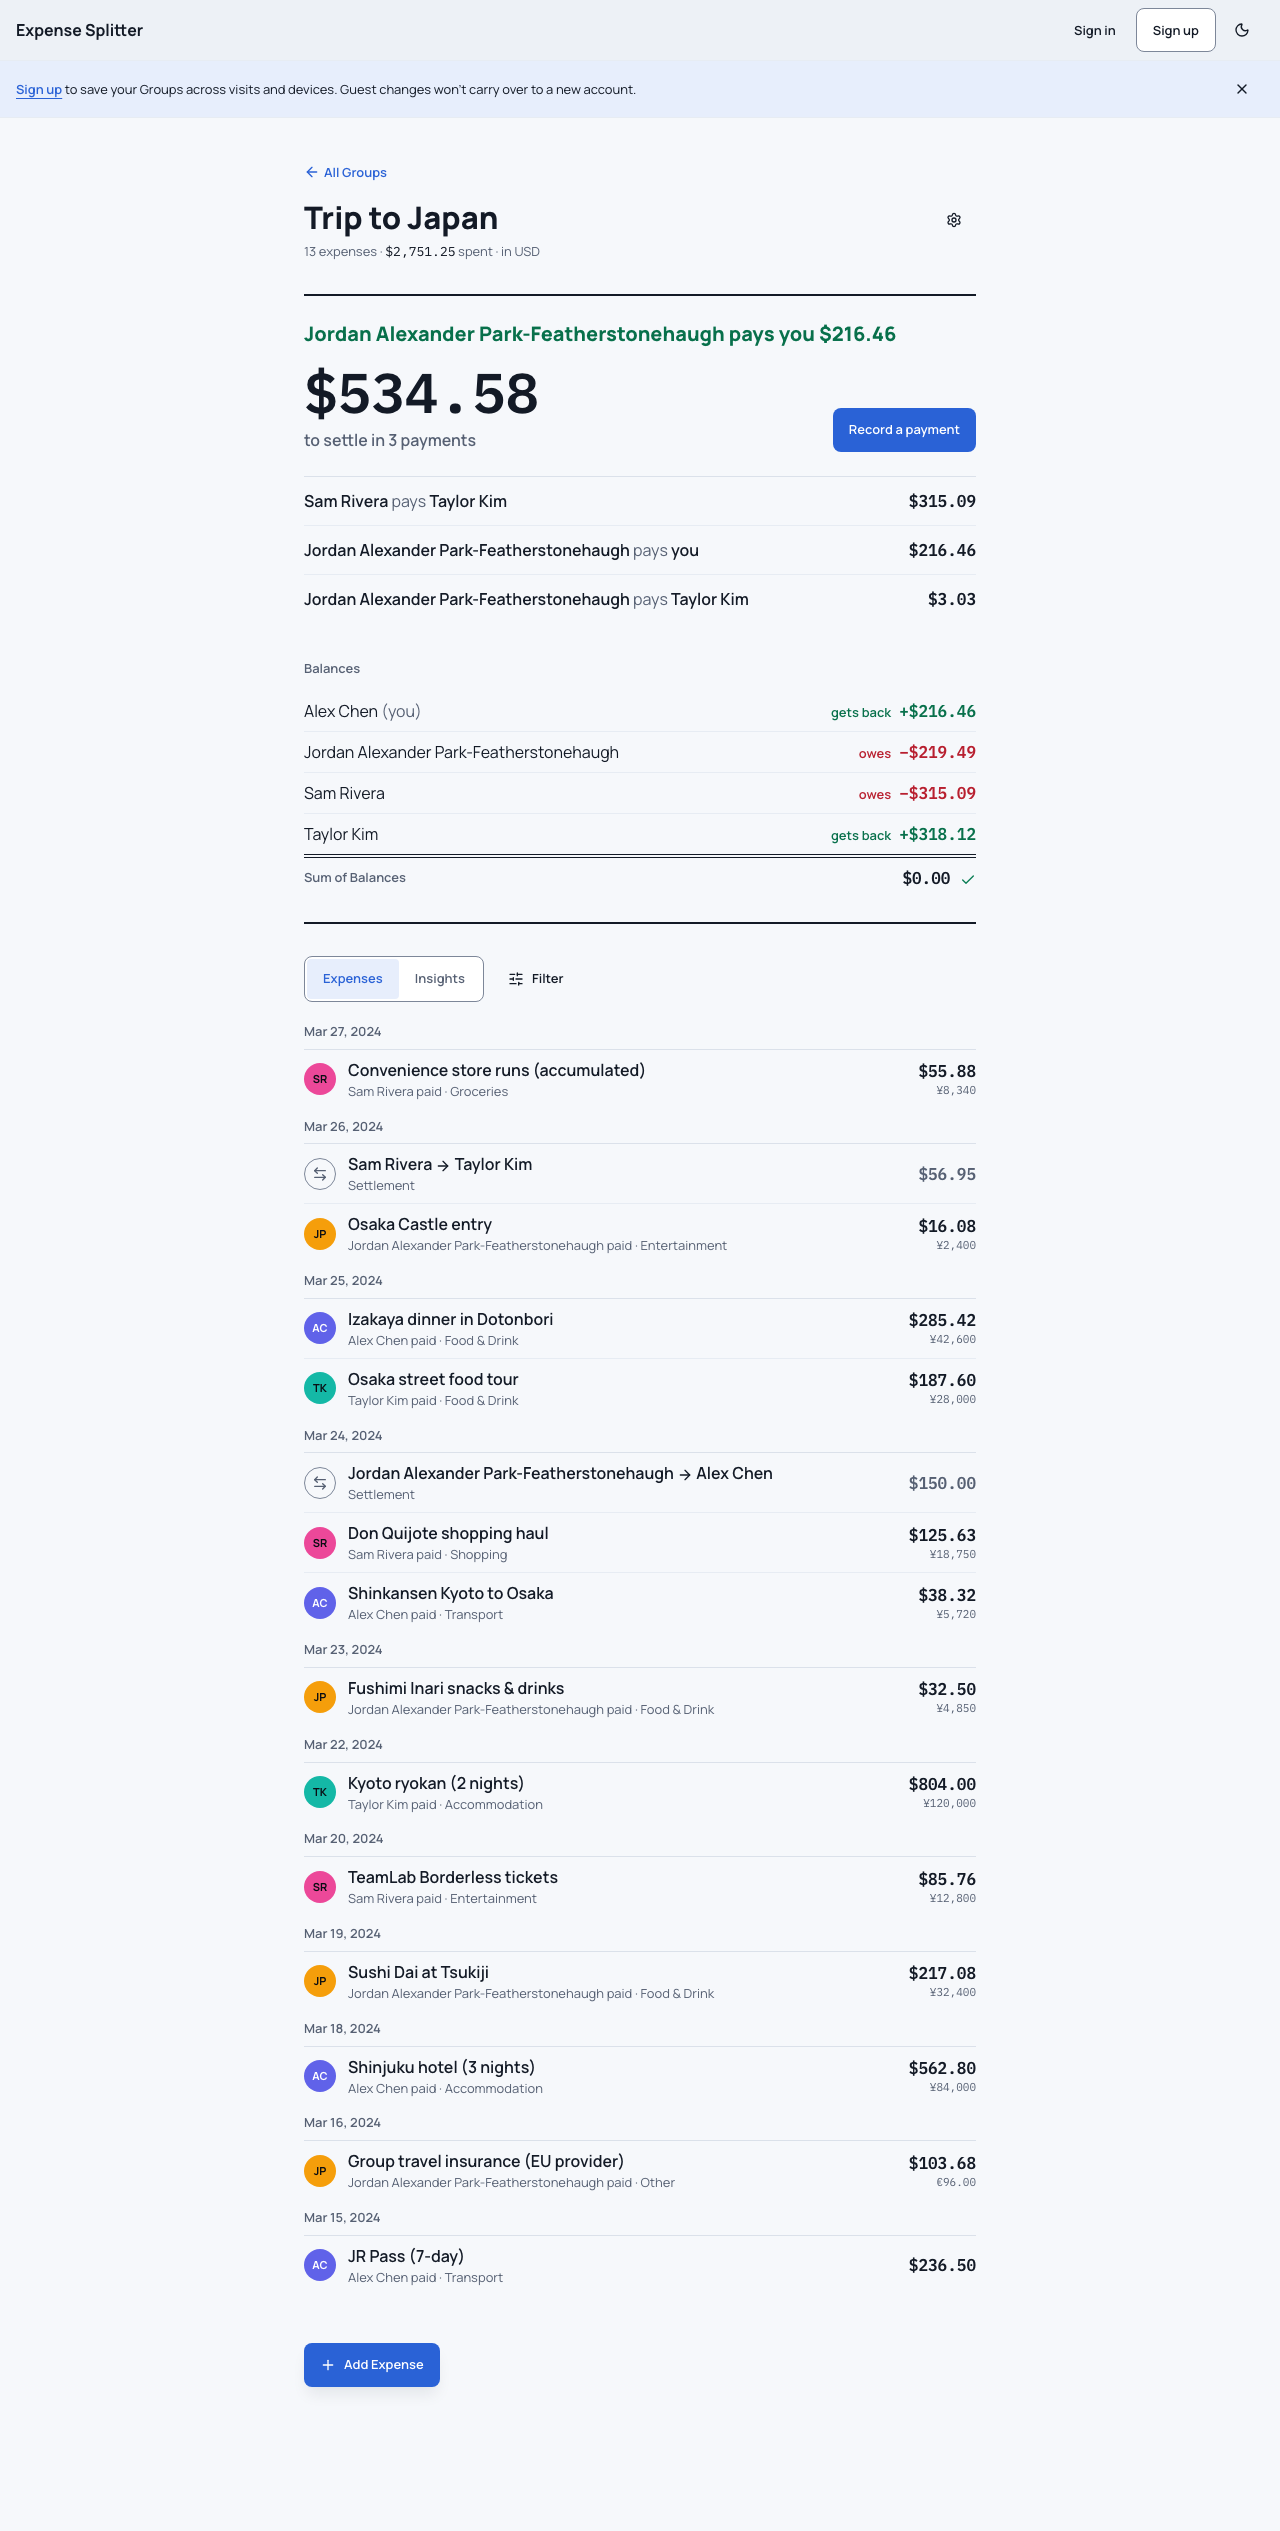 Expense Splitter
Sign in
Sign up
Sign up to save your Groups across visits and devices. Guest changes won't carry over to a new account.
All Groups
Trip to Japan
13 expenses · $2,751.25 spent · in USD
Jordan Alexander Park-Featherstonehaugh pays you $216.46
$534.58
to settle in 3 payments
Record a payment
Sam Rivera pays Taylor Kim $315.09
Jordan Alexander Park-Featherstonehaugh pays you $216.46
Jordan Alexander Park-Featherstonehaugh pays Taylor Kim $3.03
Balances
Alex Chen (you) gets back +$216.46
Jordan Alexander Park-Featherstonehaugh owes −$219.49
Sam Rivera owes −$315.09
Taylor Kim gets back +$318.12
Sum of Balances $0.00
Expenses
Insights
Filter
Mar 27, 2024
SR
Convenience store runs (accumulated) $55.88
Sam Rivera paid · Groceries ¥8,340
Mar 26, 2024
Sam Rivera → Taylor Kim $56.95
Settlement
JP
Osaka Castle entry $16.08
Jordan Alexander Park-Featherstonehaugh paid · Entertainment ¥2,400
Mar 25, 2024
AC
Izakaya dinner in Dotonbori $285.42
Alex Chen paid · Food & Drink ¥42,600
TK
Osaka street food tour $187.60
Taylor Kim paid · Food & Drink ¥28,000
Mar 24, 2024
Jordan Alexander Park-Featherstonehaugh → Alex Chen $150.00
Settlement
SR
Don Quijote shopping haul $125.63
Sam Rivera paid · Shopping ¥18,750
AC
Shinkansen Kyoto to Osaka $38.32
Alex Chen paid · Transport ¥5,720
Mar 23, 2024
JP
Fushimi Inari snacks & drinks $32.50
Jordan Alexander Park-Featherstonehaugh paid · Food & Drink ¥4,850
Mar 22, 2024
TK
Kyoto ryokan (2 nights) $804.00
Taylor Kim paid · Accommodation ¥120,000
Mar 20, 2024
SR
TeamLab Borderless tickets $85.76
Sam Rivera paid · Entertainment ¥12,800
Mar 19, 2024
JP
Sushi Dai at Tsukiji $217.08
Jordan Alexander Park-Featherstonehaugh paid · Food & Drink ¥32,400
Mar 18, 2024
AC
Shinjuku hotel (3 nights) $562.80
Alex Chen paid · Accommodation ¥84,000
Mar 16, 2024
JP
Group travel insurance (EU provider) $103.68
Jordan Alexander Park-Featherstonehaugh paid · Other €96.00
Mar 15, 2024
AC
JR Pass (7-day) $236.50
Alex Chen paid · Transport
Add Expense